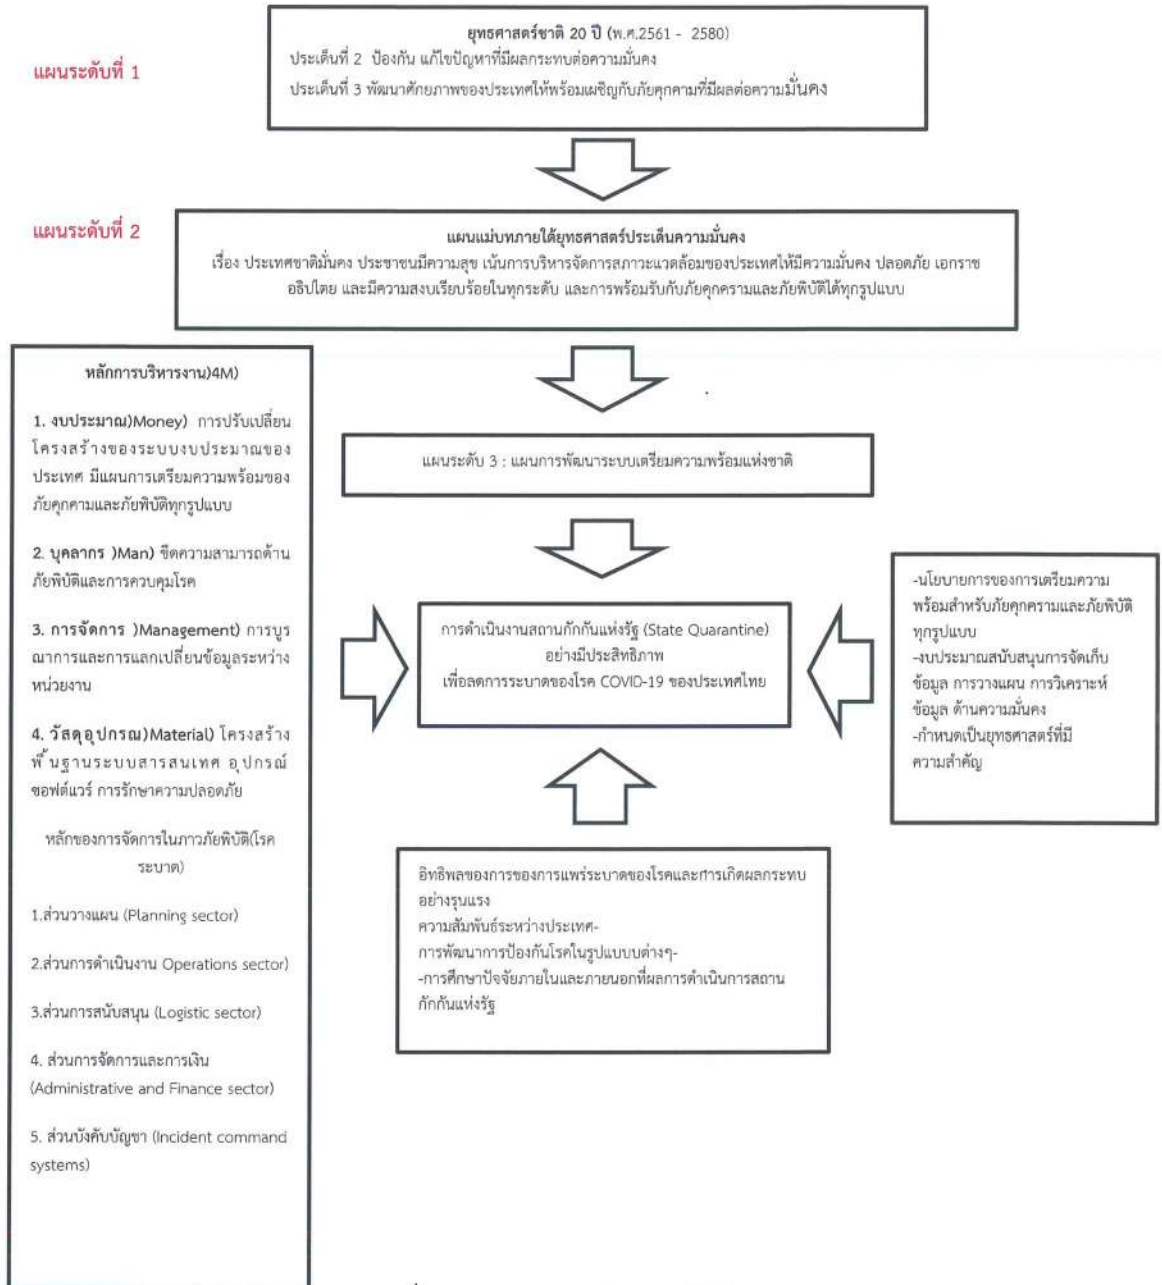 ยุทธศาสตร์ชาติ 20 ปี (พ.ศ.2561 - 2580)
ประเด็นที่ 2 ป้องกัน แก้ไขปัญหาที่มีผลกระทบต่อความมั่นคง
ประเด็นที่ 3 พัฒนาศักยภาพของประเทศให้พร้อมเผชิญกับภัยคุกคามที่มีผลต่อความมั่นคง
แผนระดับที่ 1
แผนระดับที่ 2
แผนแม่บทภายใต้ยุทธศาสตร์ประเด็นความมั่นคง
เรื่อง ประเทศชาติมั่นคง ประชาชนมีความสุข เน้นการบริหารจัดการสภาวะแวดล้อมของประเทศให้มีความมั่นคง ปลอดภัย เอกราช
อธิปไตย และมีความสงบเรียบร้อยในทุกระดับ และการพร้อมรับกับภัยคุกครามและภัยพิบัติได้ทุกรูปแบบ
หลักการบริหารงาน)4M)
1. งบประมาณ)Money) การปรับเปลี่ยน
โครงสร้างของระบบงบประมาณของ
ประเทศ มีแผนการเตรียมความพร้อมของ
ภัยคุกคามและภัยพิบัติทุกรูปแบบ
2. บุคลากร )Man) ขีดความสามารถด้าน
ภัยพิบัติและการควบคุมโรค
3. การจัดการ )Management) การบูร
ณาการและการแลกเปลี่ยนข้อมูลระหว่าง
หน่วยงาน
4. วัสดุอุปกรณ)Material) โครงสร้าง
พื้นฐานระบบสารสนเทศ อุปกรณ์
ซอฟต์แวร์ การรักษาความปลอดภัย
หลักของการจัดการในภาวภัยพิบัติ(โรค
ระบาด)
1.ส่วนวางแผน (Planning sector)
2.ส่วนการดำเนินงาน Operations sector)
3.ส่วนการสนับสนุน (Logistic sector)
4. ส่วนการจัดการและการเงิน
(Administrative and Finance sector)
5. ส่วนบังคับบัญชา (Incident command
systems)
แผนระดับ 3 : แผนการพัฒนาระบบเตรียมความพร้อมแห่งชาติ
การดำเนินงานสถานกักกันแห่งรัฐ (State Quarantine)
อย่างมีประสิทธิภาพ
เพื่อลดการระบาดของโรค COVID-19 ของประเทศไทย
-นโยบายการของการเตรียมความ
พร้อมสำหรับภัยคุกครามและภัยพิบัติ
ทุกรูปแบบ
-งบประมาณสนับสนุนการจัดเก็บ
ข้อมูล การวางแผน การวิเคราะห์
ข้อมูล ด้านความมั่นคง
-กำหนดเป็นยุทธศาสตร์ที่มี
ความสำคัญ
อิทธิพลของการของการแพร่ระบาดของโรคและการเกิดผลกระทบ
อย่างรุนแรง
ความสัมพันธ์ระหว่างประเทศ-
การพัฒนาการป้องกันโรคในรูปแบบบต่างๆ-
-การศึกษาปัจจัยภายในและภายนอกที่ผลการดำเนินการสถาน
กักกันแห่งรัฐ